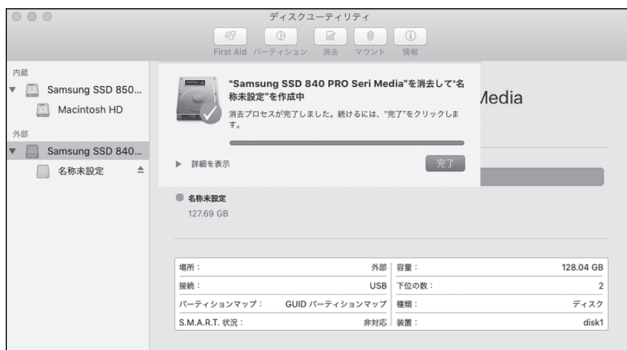 ディスクユーティリティ
First Aid パーティション 消去 マウント 情報
内蔵
Samsung SSD 850...
Macintosh HD
外部
Samsung SSD 840...
名称未設定
"Samsung SSD 840 PRO Seri Media"を消去して"名
称未設定"を作成中
消去プロセスが完了しました。続けるには、"完了"をクリックしま
す。
詳細を表示
完了
Media
名称未設定
127.69 GB
場所： 外部 容量： 128.04 GB
接続： USB 下位の数： 2
パーティションマップ： GUID パーティションマップ 種類： ディスク
S.M.A.R.T. 状況： 非対応 装置： disk1